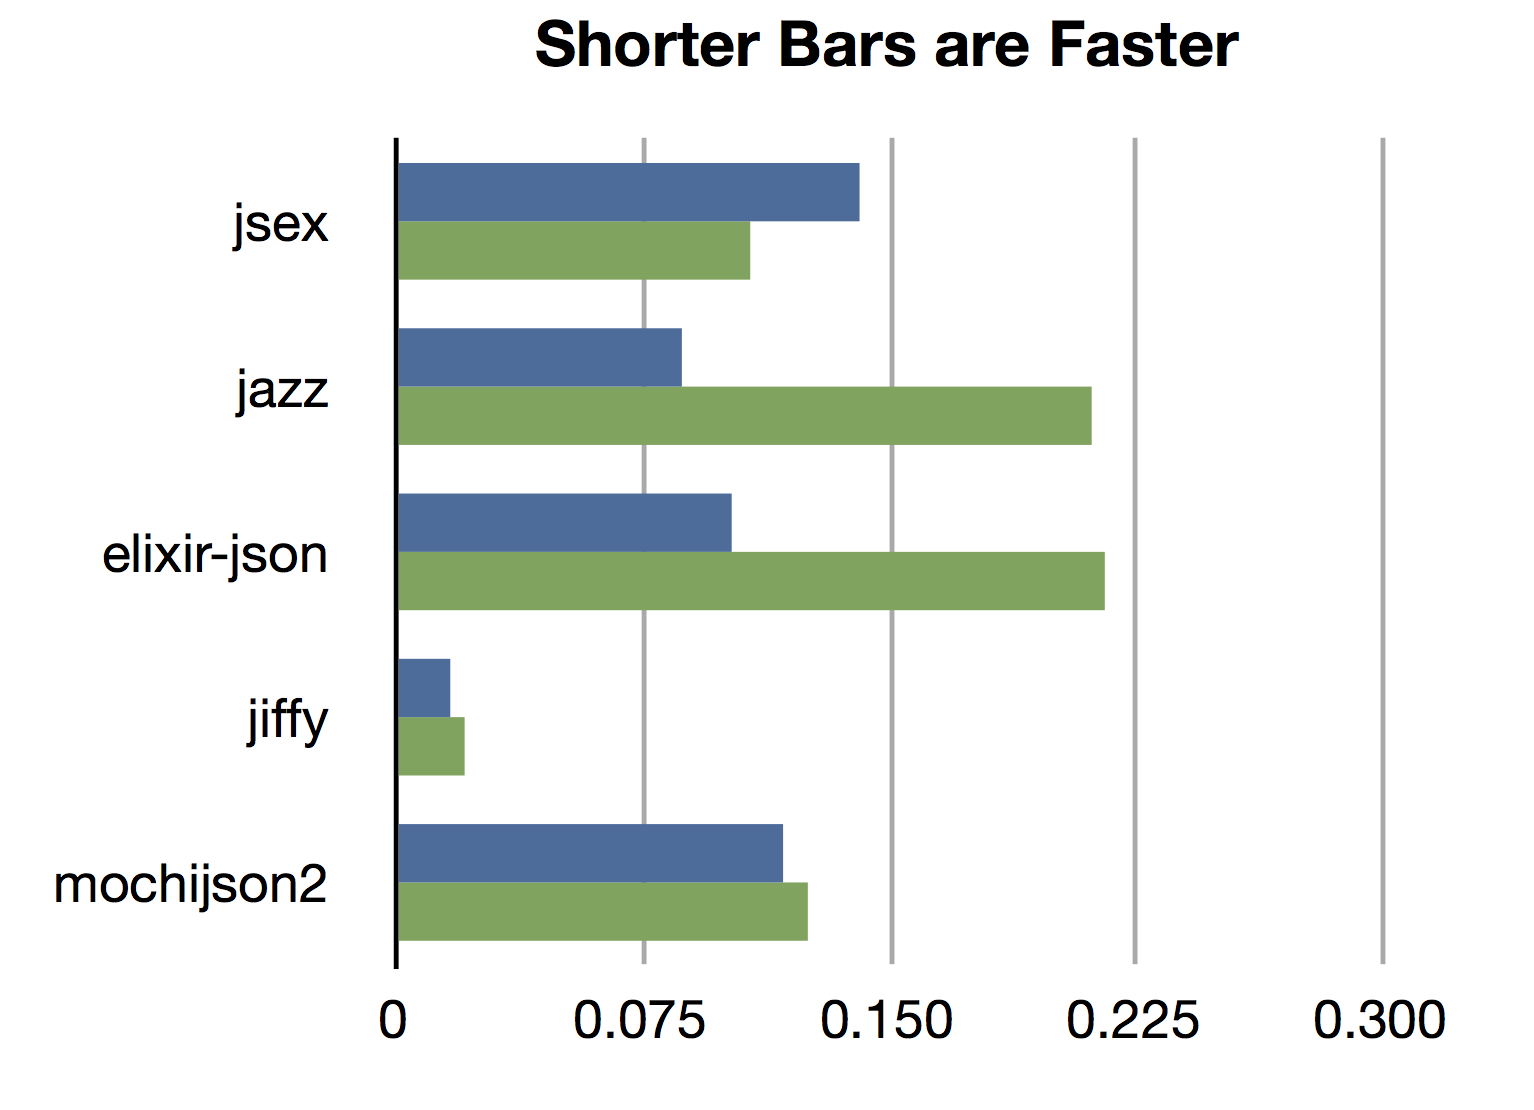 Shorter Bars are Faster
jsex
jazz
elixir-json
jiffy
mochijson2
0 0.075 0.150 0.225 0.300